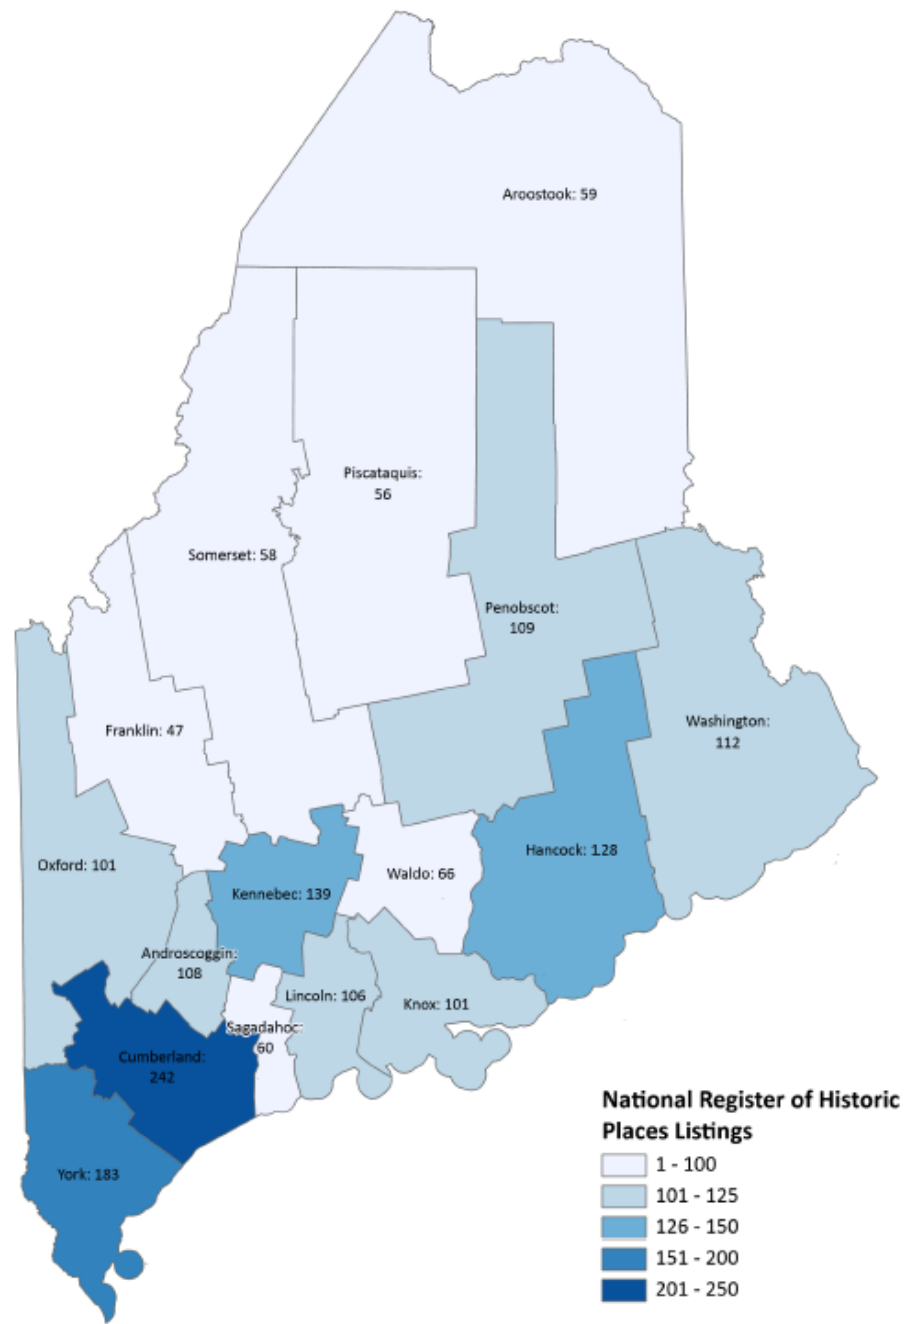 Aroostook: 59
Piscataquis:
56
Somerset: 58
Penobscot:
109
Franklin: 47
Washington:
112
Oxford: 101
Hancock: 128
Waldo: 66
Kennebec: 139
Androscoggin:
108
Lincoln: 106
Knox: 101
Sagadahoc:
60
Cumberland:
242
York: 183
National Register of Historic
Places Listings
1 - 100
101 - 125
126 - 150
151 - 200
201 - 250